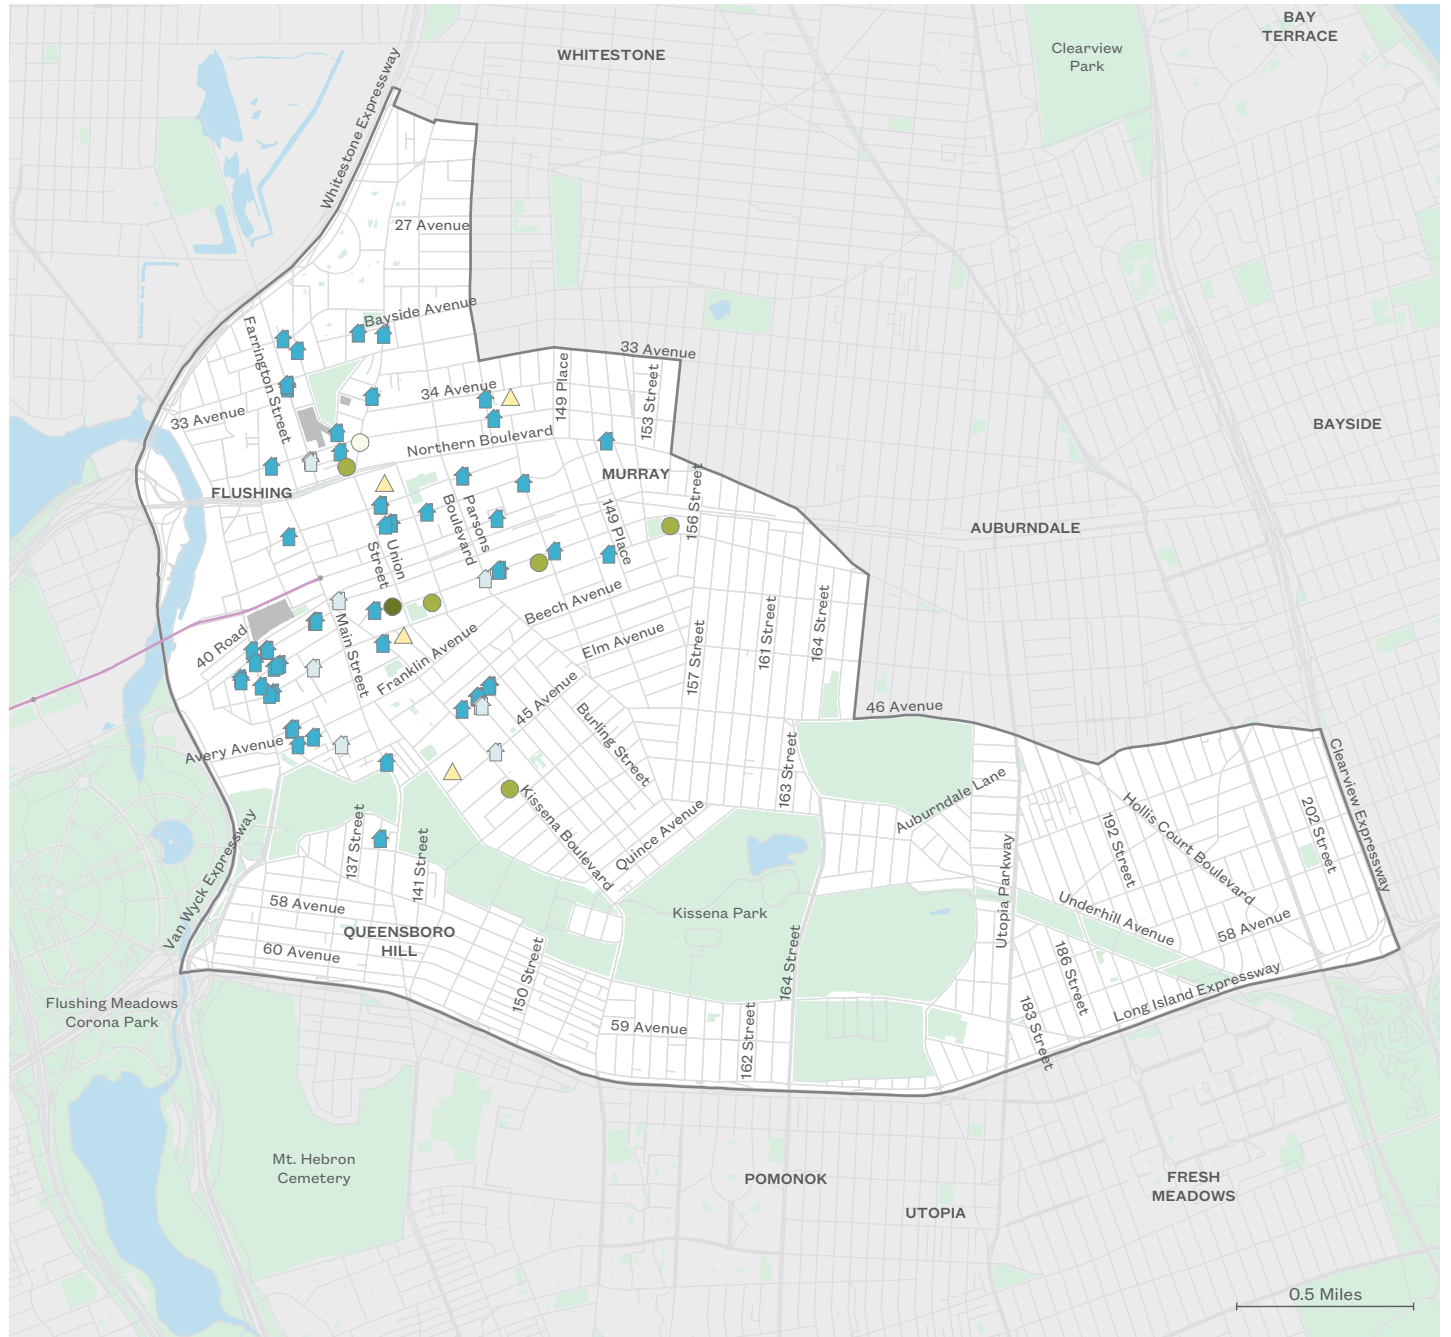 BAY
TERRACE
WHITESTONE
Clearview
Park
Whitestone Expressway
27 Avenue
Bayside Avenue
Farrington Street
33 Avenue
34 Avenue
149 Place
153 Street
33 Avenue
Northern Boulevard
BAYSIDE
FLUSHING
MURRAY
Parsons
Boulevard
149 Place
156 Street
AUBURNDALE
Union
Street
Beech Avenue
Elm Avenue
157 Street
161 Street
164 Street
40 Road
Main Street
Franklin Avenue
45 Avenue
Burling Street
46 Avenue
Avery Avenue
163 Street
Auburndale Lane
Hollis Court Boulevard
192 Street
202 Street
Clearview Expressway
Van Wyck Expressway
137 Street
141 Street
Kissena Boulevard
Quince Avenue
Utopia Parkway
Underhill Avenue
58 Avenue
58 Avenue
Kissena Park
QUEENSBORO
HILL
60 Avenue
150 Street
164 Street
186 Street
Long Island Expressway
Flushing Meadows
Corona Park
59 Avenue
162 Street
183 Street
Mt. Hebron
Cemetery
POMONOK
FRESH
MEADOWS
UTOPIA
0.5 Miles